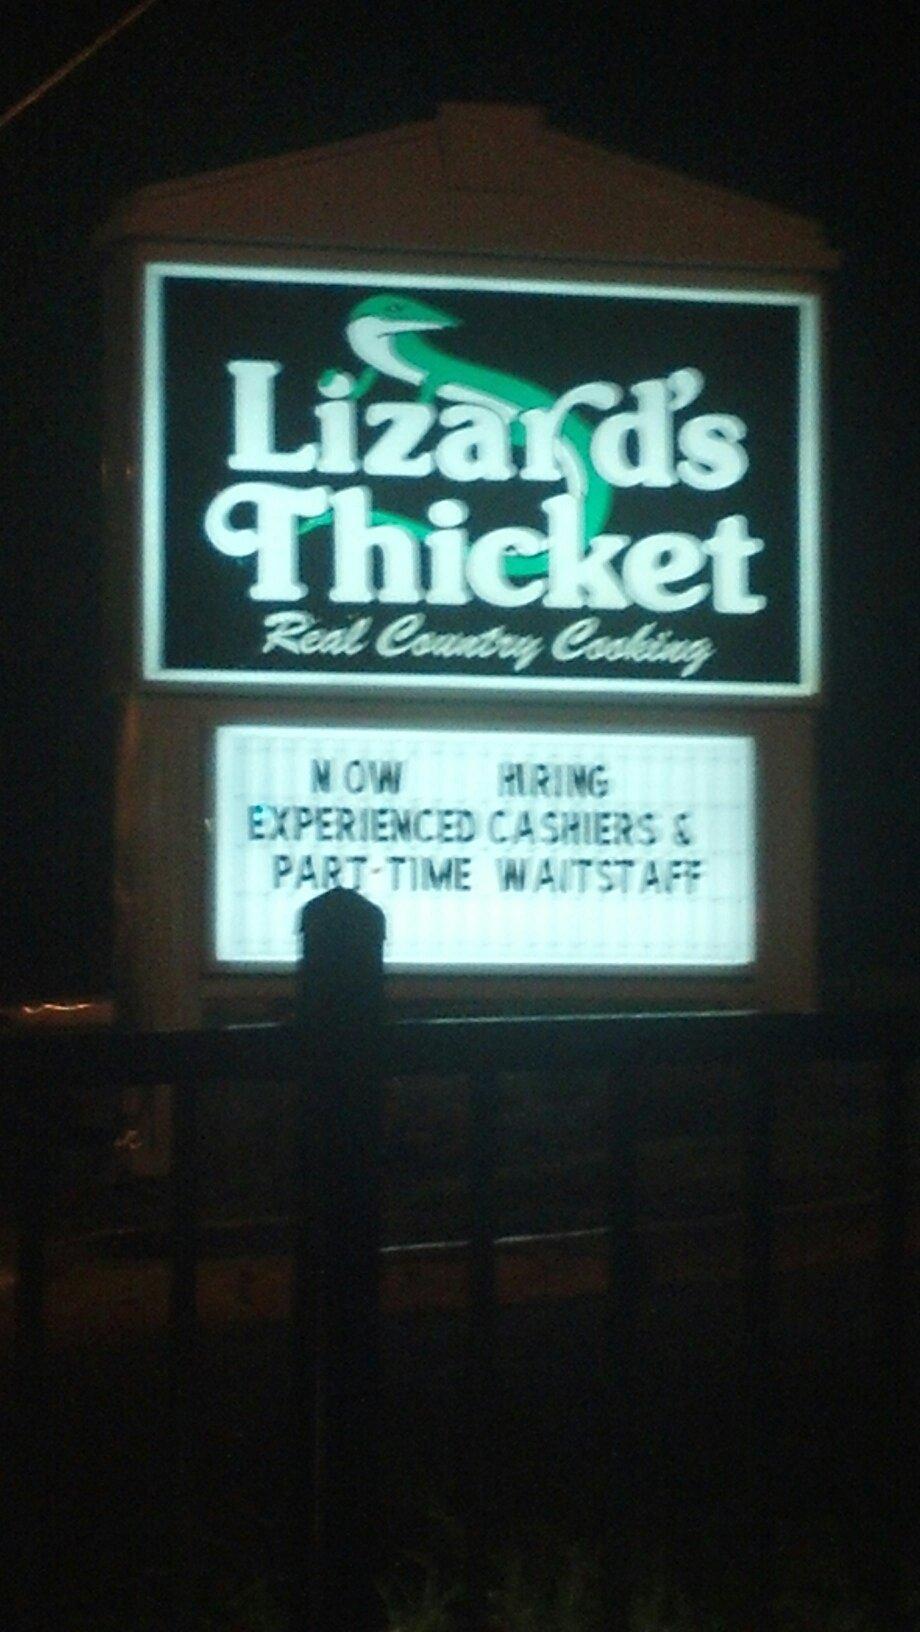 Lizard's
Thicket
Real Country Cooking
NOW HIRING
EXPERIENCED CASHIERS &
PART-TIME WAITSTAFF